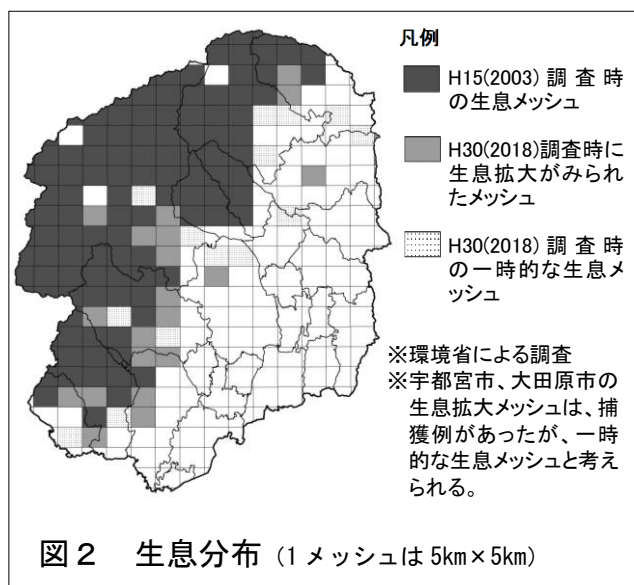 凡例
H15(2003)調査時
の生息メッシュ
H30(2018)調査時に
生息拡大がみら
れたメッシュ
H30(2018)調査時
の一時的な生息メ
ッシュ
※環境省による調査
※宇都宮市、大田原市の
生息拡大メッシュは、捕
獲例があったが、一時
的な生息メッシュと考え
られる。
図2 生息分布 (1メッシュは5km×5km)